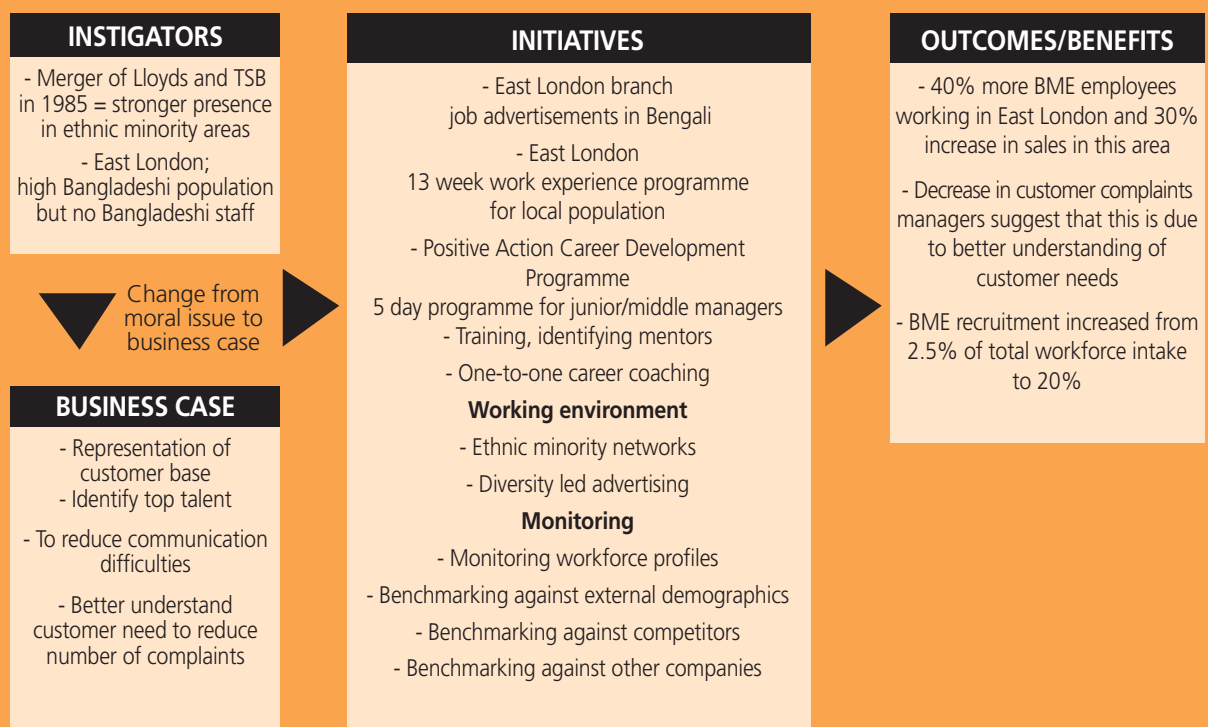 INSTIGATORS
- Merger of Lloyds and TSB
in 1985 = stronger presence
in ethnic minority areas
- East London;
high Bangladeshi population
but no Bangladeshi staff
Change from
moral issue to
business case
BUSINESS CASE
- Representation of
customer base
- Identify top talent
- To reduce communication
difficulties
- Better understand
customer need to reduce
number of complaints
INITIATIVES
- East London branch
job advertisements in Bengali
- East London
13 week work experience programme
for local population
- Positive Action Career Development
Programme
5 day programme for junior/middle managers
- Training, identifying mentors
- One-to-one career coaching
Working environment
- Ethnic minority networks
- Diversity led advertising
Monitoring
- Monitoring workforce profiles
- Benchmarking against external demographics
- Benchmarking against competitors
- Benchmarking against other companies
OUTCOMES/BENEFITS
- 40% more BME employees
working in East London and 30%
increase in sales in this area
- Decrease in customer complaints
managers suggest that this is due
to better understanding of
customer needs
- BME recruitment increased from
2.5% of total workforce intake
to 20%